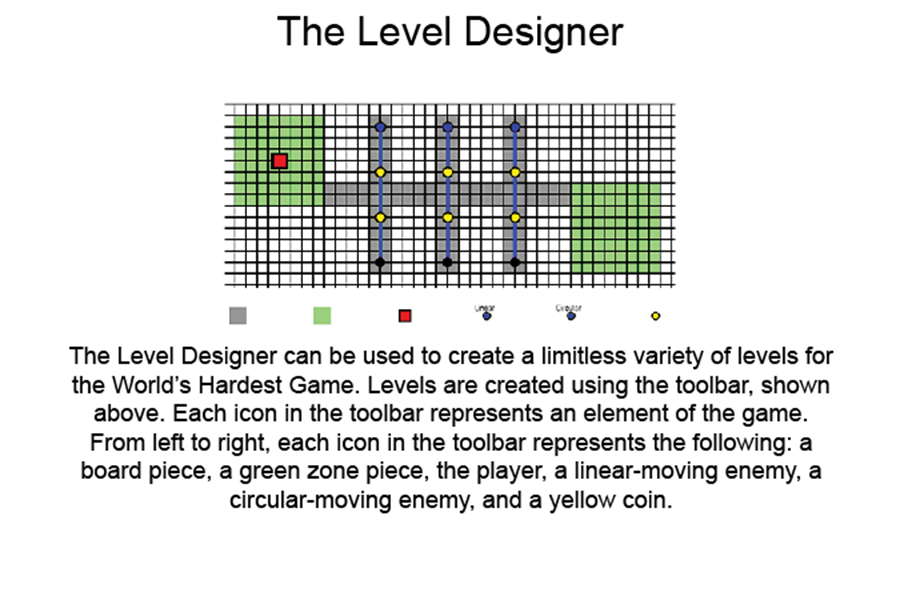 The Level Designer
Linear Circular
The Level Designer can be used to create a limitless variety of levels for
the World’s Hardest Game. Levels are created using the toolbar, shown
above. Each icon in the toolbar represents an element of the game.
From left to right, each icon in the toolbar represents the following: a
board piece, a green zone piece, the player, a linear-moving enemy, a
circular-moving enemy, and a yellow coin.